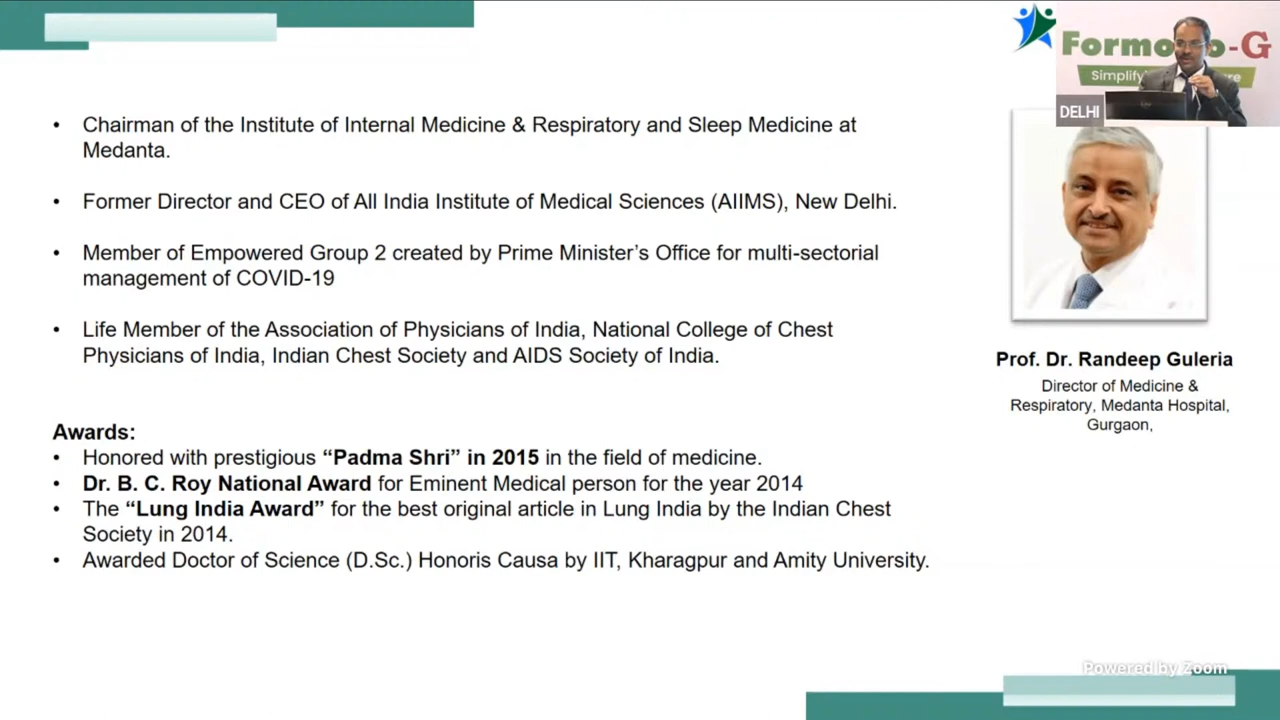 • Chairman of the Institute of Internal Medicine & Respiratory and Sleep Medicine at
Medanta.
• Former Director and CEO of All India Institute of Medical Sciences (AIIMS), New Delhi.
• Member of Empowered Group 2 created by Prime Minister’s Office for multi-sectorial
management of COVID-19
• Life Member of the Association of Physicians of India, National College of Chest
Physicians of India, Indian Chest Society and AIDS Society of India.
Awards:
• Honored with prestigious “Padma Shri” in 2015 in the field of medicine.
• Dr. B. C. Roy National Award for Eminent Medical person for the year 2014
• The “Lung India Award” for the best original article in Lung India by the Indian Chest
Society in 2014.
• Awarded Doctor of Science (D.Sc.) Honoris Causa by IIT, Kharagpur and Amity University.
DELHI
Prof. Dr. Randeep Guleria
Director of Medicine &
Respiratory, Medanta Hospital,
Gurgaon,
Powered by Zoom